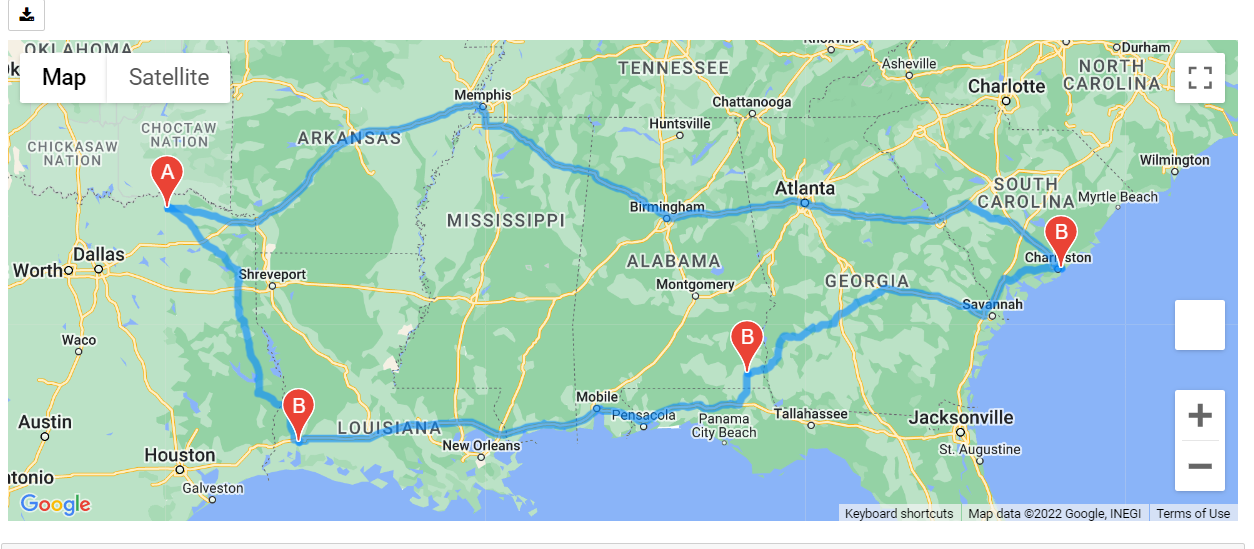 OKLAHOMA
Map
Satellite
Knoxville
Durham
TENNESSEE
Asheville
NORTH
CAROLINA
Charlotte
Memphis
Chattanooga
Huntsville
CHOCTAW
NATION
ARKANSAS
CHICKASAW
NATION
Wilmington
A
Atlanta
SOUTH
CAROLINA
Myrtle Beach
Birmingham
MISSISSIPPI
B
Charleston
Dallas
Worth
ALABAMA
Shreveport
Montgomery
GEORGIA
Savannah
Waco
B
Mobile
B
Austin
LOUISIANA
Pensacola
Panama
City Beach
Tallahassee
Jacksonville
New Orleans
St. Augustine
Houston
ntonio
Galveston
Google
Keyboard shortcuts
Map data ©2022 Google, INEGI
Terms of Use